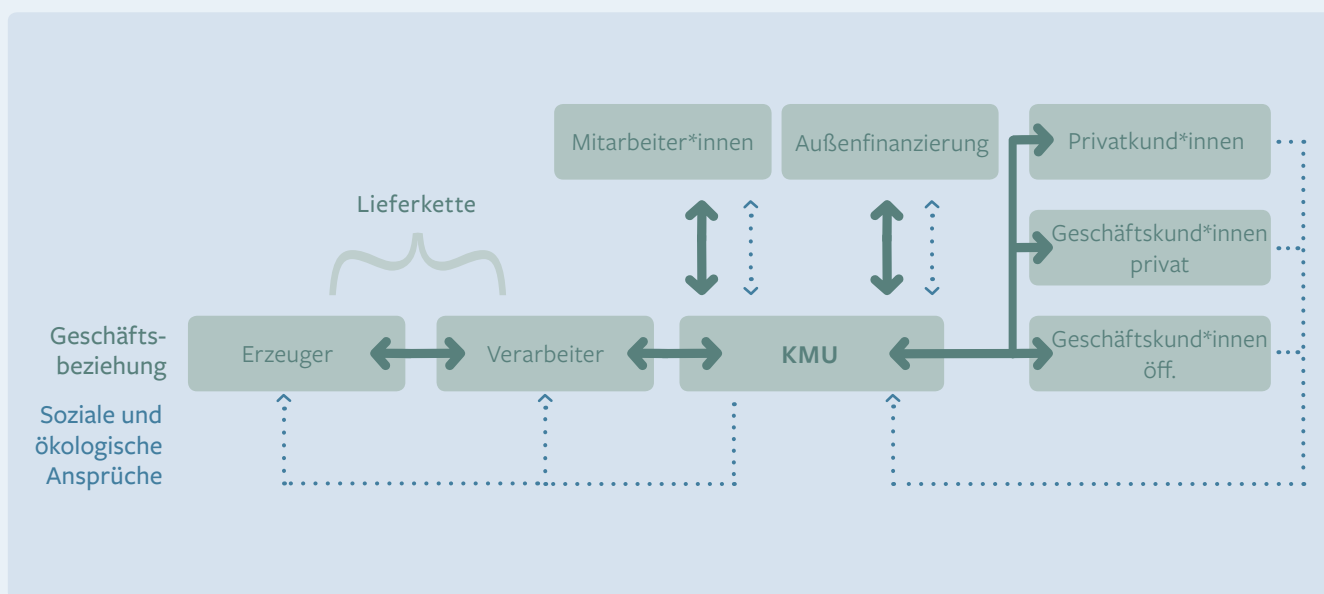 Mitarbeiter*innen
Außenfinanzierung
Privatkund*innen
Lieferkette
Geschäftskund*innen
privat
Geschäfts-
beziehung
Erzeuger
Verarbeiter
KMU
Geschäftskund*innen
öff.
Soziale und
ökologische
Ansprüche